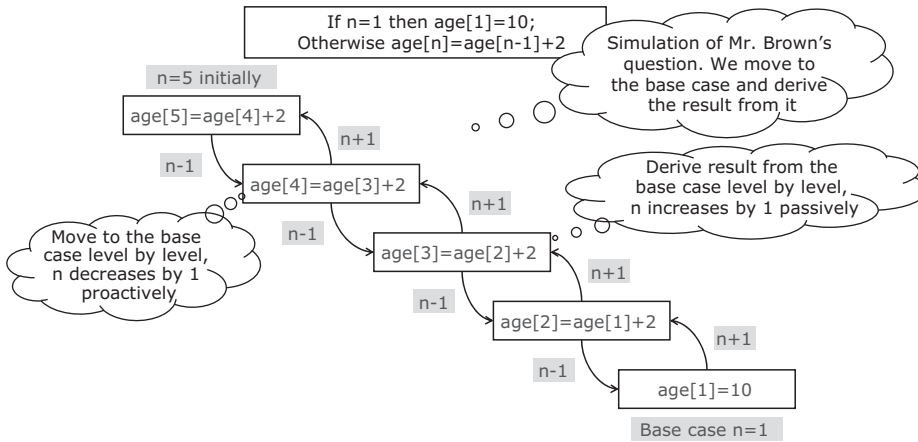 If n=1 then age[1]=10;
Otherwise age[n]=age[n-1]+2
Simulation of Mr. Brown's
question. We move to
the base case and derive
the result from it
n=5 initially
age[5]=age[4]+2
n-1
n+1
age[4]=age[3]+2
Derive result from the
base case level by level,
n increases by 1 passively
Move to the base
case level by level,
n decreases by 1
proactively
n-1
n+1
age[3]=age[2]+2
n-1
n+1
age[2]=age[1]+2
n-1
n+1
age[1]=10
Base case n=1